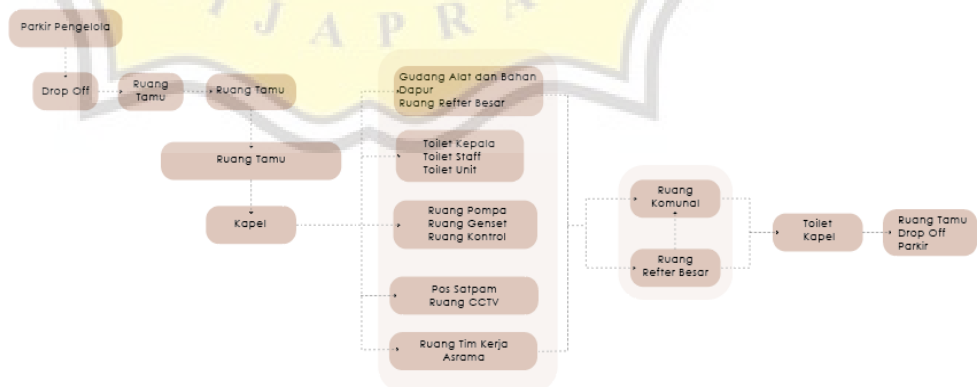 IJAPRA
Parkir Pengelola
Drop Off
Ruang
Tamu
Ruang Tamu
Ruang Tamu
Kapel
Gudang Alat dan Bahan
Dapur
Ruang Refter Besar
Toilet Kepala
Toilet Staff
Toilet Unit
Ruang Pompa
Ruang Genset
Ruang Kontrol
Pos Satpam
Ruang CCTV
Ruang Tim Kerja
Asrama
Ruang
Komunal
Ruang
Refter Besar
Toilet
Kapel
Ruang Tamu
Drop Off
Parkir